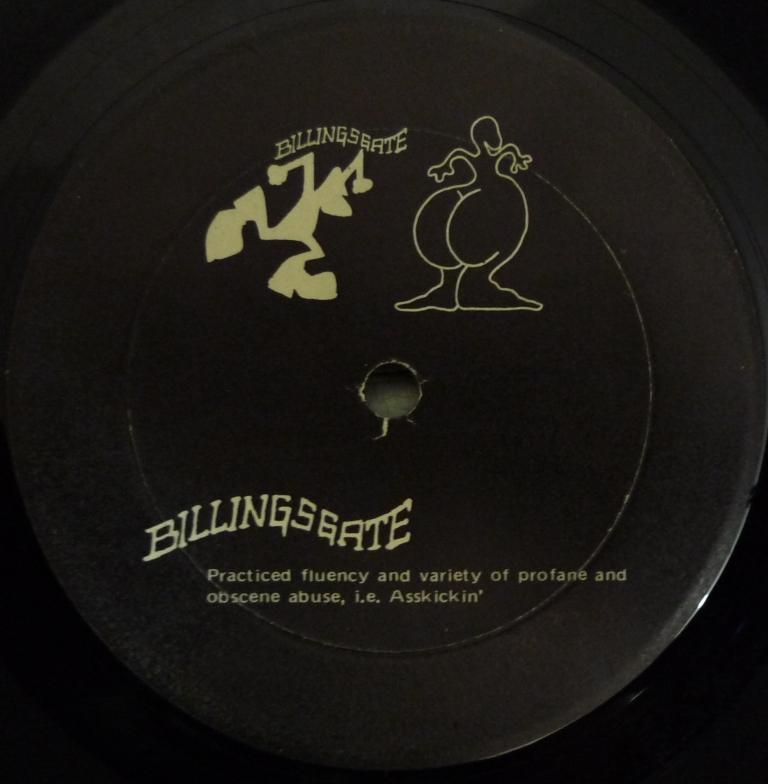 BILLINGSGATE
BILLINGSGATE
Practiced fluency and variety of profane and
obscene abuse, i.e. Asskickin'